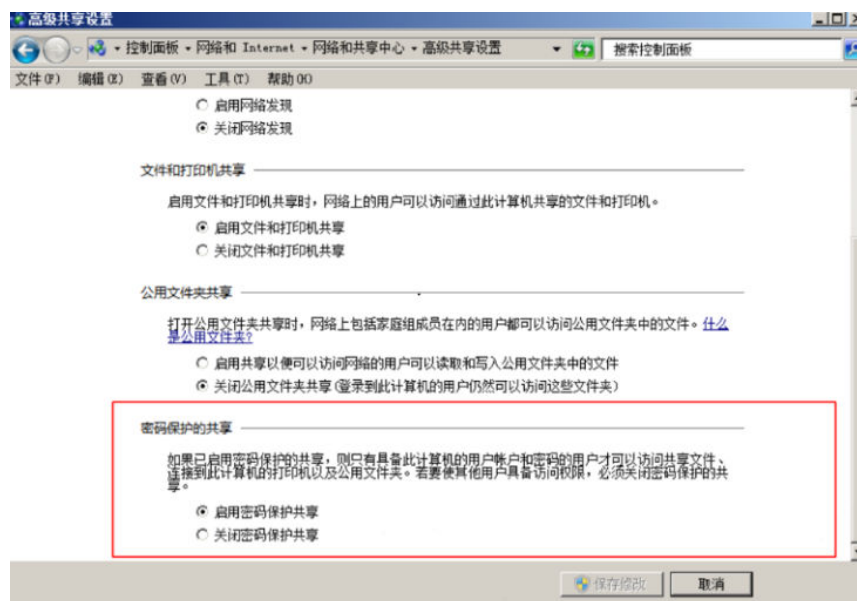 高级共享设置
控制面板 网络和 Internet 网络和共享中心 高级共享设置 搜索控制面板
文件(F) 编辑(E) 查看(V) 工具(T) 帮助(H)
启用网络发现
关闭网络发现
文件和打印机共享
启用文件和打印机共享时，网络上的用户可以访问通过此计算机共享的文件和打印机。
启用文件和打印机共享
关闭文件和打印机共享
公用文件夹共享
打开公用文件夹共享时，网络上包括家庭组成员在内的用户都可以访问公用文件夹中的文件。什么
是公用文件夹?
启用共享以便可以访问网络的用户可以读取和写入公用文件夹中的文件
关闭公用文件夹共享(登录到此计算机的用户仍然可以访问这些文件夹)
密码保护的共享
如果已启用密码保护的共享，则只有具备此计算机的用户帐户和密码的用户才可以访问共享文件、
连接到此计算机的打印机以及公用文件夹。若要使其他用户具备访问权限，必须关闭密码保护的共
享。
启用密码保护共享
关闭密码保护共享
保存修改 取消